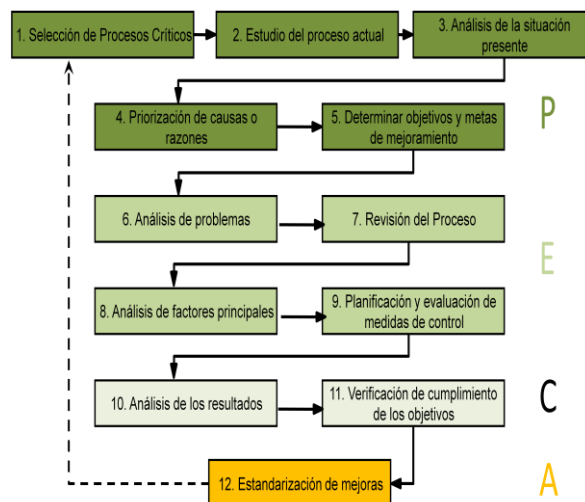 1. Selección de Procesos Críticos
2. Estudio del proceso actual
3. Análisis de la situación
presente
4. Priorización de causas o
razones
5. Determinar objetivos y metas
de mejoramiento
P
6. Análisis de problemas
7. Revisión del Proceso
E
8. Análisis de factores principales
9. Planificación y evaluación de
medidas de control
10. Análisis de los resultados
11. Verificación de cumplimiento
de los objetivos
C
12. Estandarización de mejoras
A